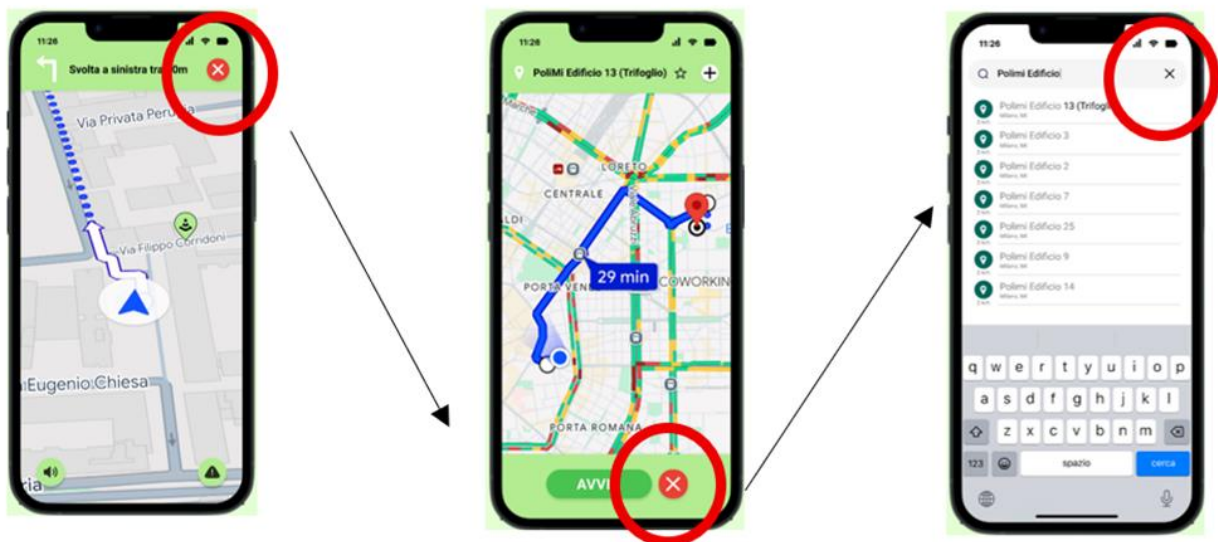 11:26
Svolta a sinistra tra
0m
Via Privata Perugia
Via Filippo Corridoni
Eugenio Chiesa
ria
11:26
PoliMi Edificio 13 (Trifoglio)
LORETO
CENTRALE
LDI
29 min
COWORKIN
PORTA VENE
PORTA ROMANA
AVVI
11:26
Polimi Edificio
Polimi Edificio 13 (Trifogli
Milano, MI
Polimi Edificio 3
Milano, MI
Polimi Edificio 2
Milano, MI
Polimi Edificio 7
Milano, MI
Polimi Edificio 25
Milano, MI
Polimi Edificio 9
Milano, MI
Polimi Edificio 14
Milano, MI
q w e r t y u i o p
a s d f g h j k l
z x c v b n m
123 spazio cerca